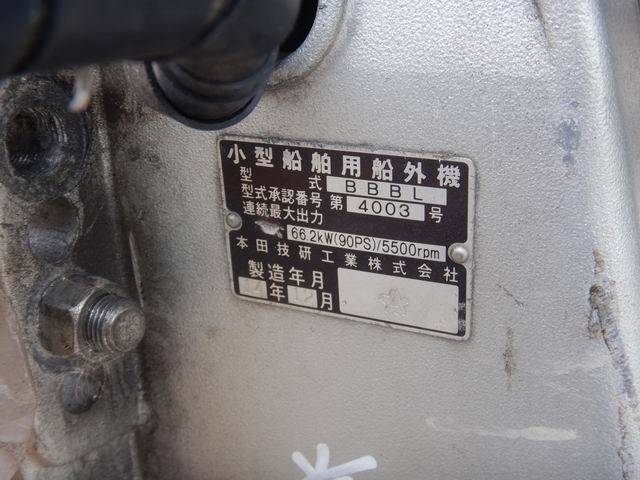 小型船舶用船外機
型式 BBBL
型式承認番号 第 4003 号
連続最大出力
66.2kW(90PS)/5500rpm
本田技研工業株式会社
製造年月
年 月